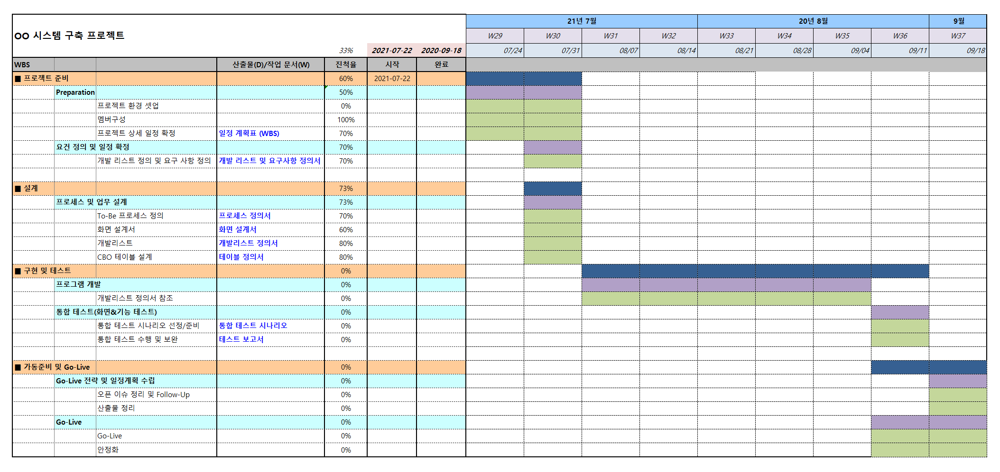 21년 7월 20년 8월 9월
OO 시스템 구축 프로젝트 W29 W30 W31 W32 W33 W34 W35 W36 W37
33% 2021-07-22 2020-09-18 07/24 07/31 08/07 08/14 08/21 08/28 09/04 09/11 09/18
WBS 산출물(D)/작업 문서(W) 진척율 시작 완료
■ 프로젝트 준비 60% 2021-07-22
Preparation 50%
프로젝트 환경 셋업 0%
멤버구성 100%
프로젝트 상세 일정 확정 일정 계획표 (WBS) 70%
요건 정의 및 일정 확정 70%
개발 리스트 정의 및 요구 사항 정의 개발 리스트 및 요구사항 정의서 70%
■ 설계 73%
프로세스 및 업무 설계 73%
To-Be 프로세스 정의 프로세스 정의서 70%
화면 설계서 화면 설계서 60%
개발리스트 개발리스트 정의서 80%
CBO 테이블 설계 테이블 정의서 80%
■ 구현 및 테스트 0%
프로그램 개발 0%
개발리스트 정의서 참조 0%
통합 테스트(화면&기능 테스트) 0%
통합 테스트 시나리오 선정/준비 통합 테스트 시나리오 0%
통합 테스트 수행 및 보완 테스트 보고서 0%
■ 가동준비 및 Go-Live 0%
Go-Live 전략 및 일정계획 수립 0%
오픈 이슈 정리 및 Follow-Up 0%
산출물 정리 0%
Go-Live 0%
Go-Live 0%
안정화 0%